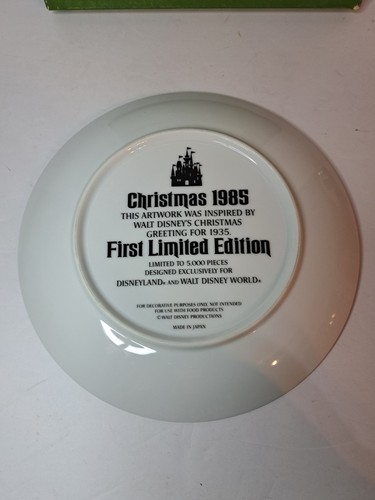 Christmas 1985
THIS ARTWORK WAS INSPIRED BY
WALT DISNEY'S CHRISTMAS
GREETING FOR 1935.
First Limited Edition
LIMITED TO 5,000 PIECES
DESIGNED EXCLUSIVELY FOR
DISNEYLAND® AND WALT DISNEY WORLD®
FOR DECORATIVE PURPOSES ONLY. NOT INTENDED
FOR USE WITH FOOD PRODUCTS
©WALT DISNEY PRODUCTIONS
MADE IN JAPAN